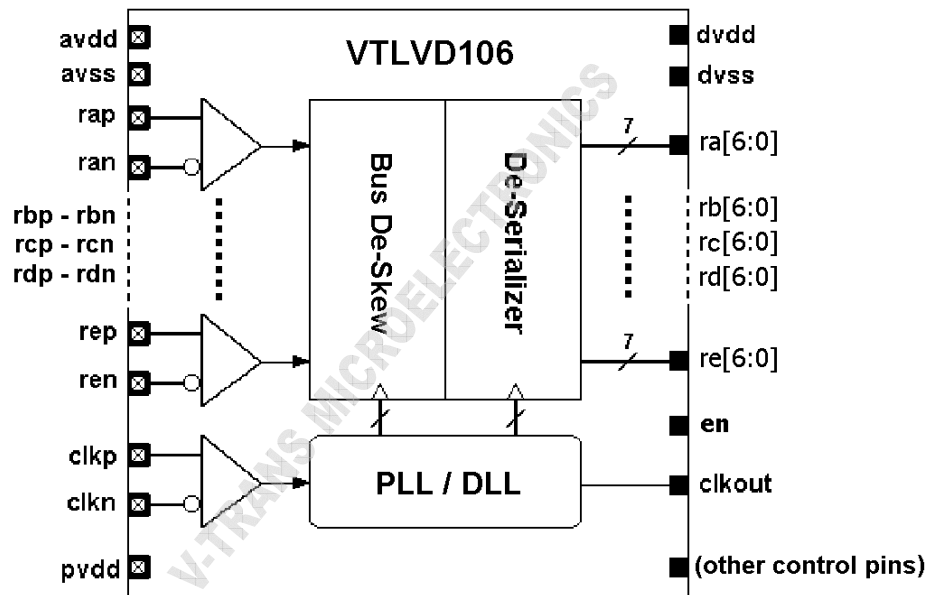 VTLVD106
avdd
avss
rap
ran
rbp - rbn
rcp - rcn
rdp - rdn
rep
ren
clkp
clkn
pvdd
Bus De-Skew
De-Serializer
PLL / DLL
7
7
dvdd
dvss
ra[6:0]
rb[6:0]
rc[6:0]
rd[6:0]
re[6:0]
en
clkout
(other control pins)
V-TRANS MICROELECTRONICS